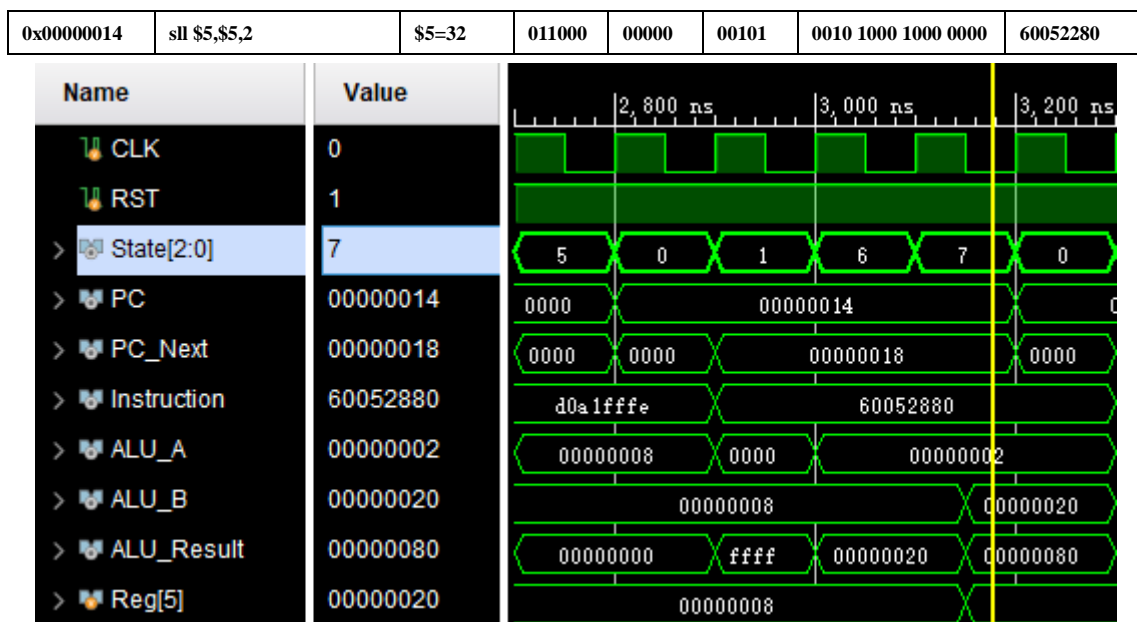 0x00000014 sll $5,$5,2 $5=32 011000 00000 00101 0010 1000 1000 0000 60052280
Name Value 2,800 ns 3,000 ns 3,200 ns
CLK 0
RST 1
State[2:0] 7 5 0 1 6 7 0
PC 00000014 0000 00000014
PC_Next 00000018 0000 0000 00000018 0000
Instruction 60052880 d0a1fffe 60052880
ALU_A 00000002 00000008 0000 00000002
ALU_B 00000020 00000008 00000020
ALU_Result 00000080 00000000 ffff 00000020 00000080
Reg[5] 00000020 00000008